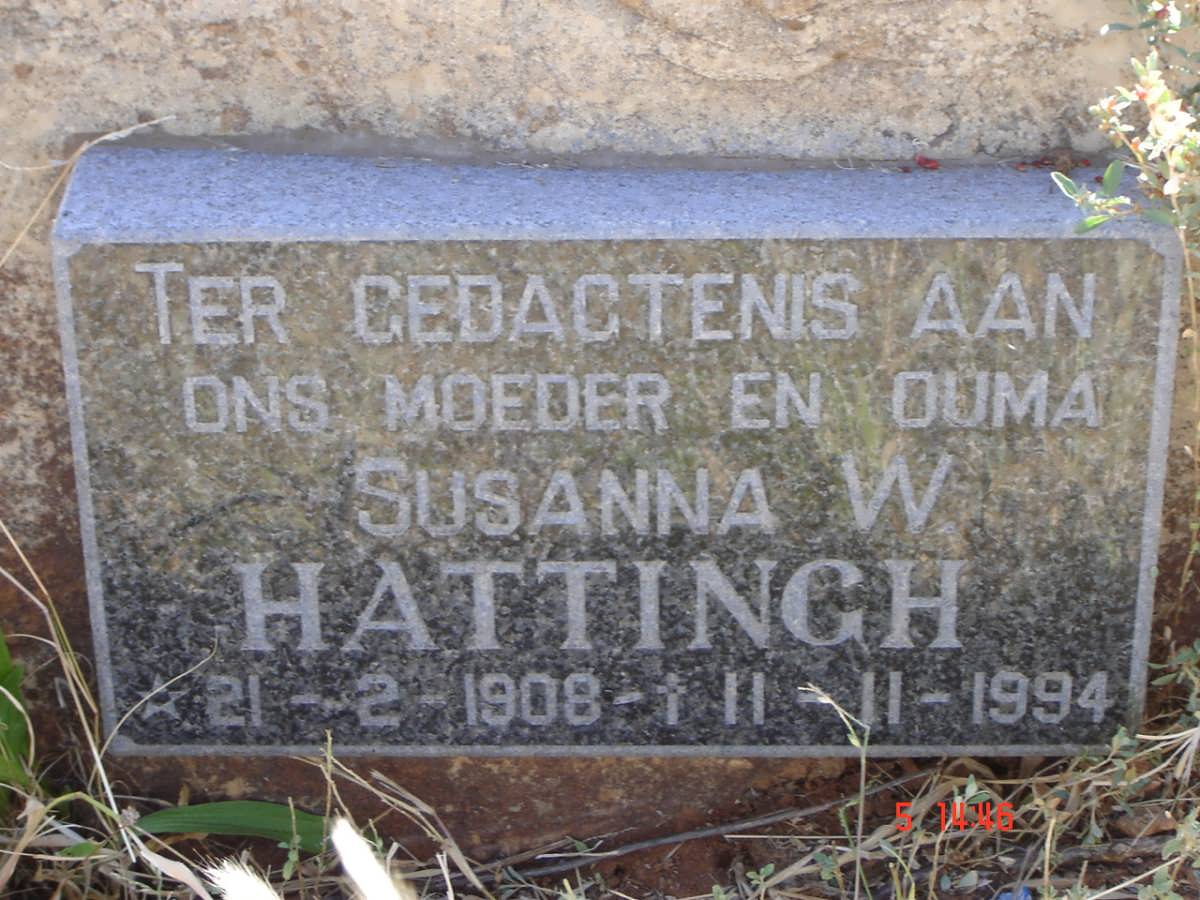 TER GEDACTENIS AAN
ONS MOEDER EN OUMA
SUSANNA W.
HATTINGH
☆ 21 - 2 - 1908 - † 11 - 11 - 1994
5 14:46